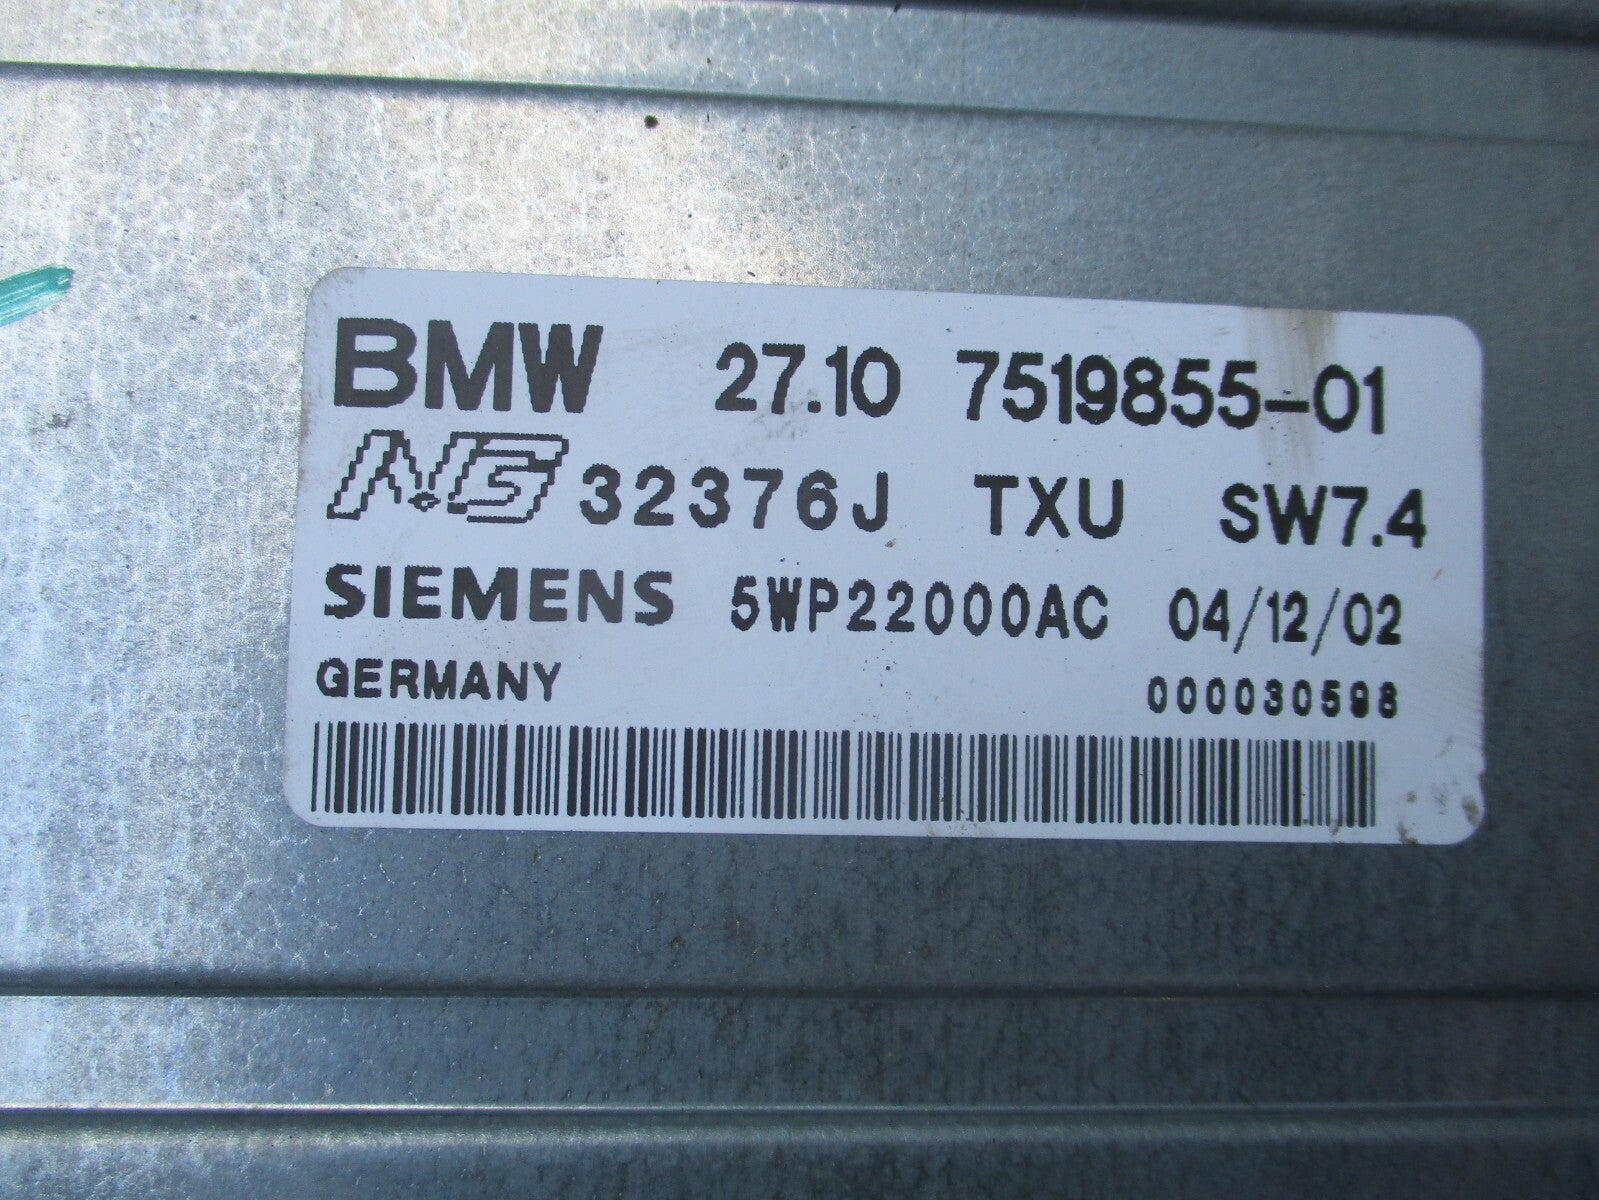 BMW 27.10 7519855-01
NG 32376J TXU SW7.4
SIEMENS 5WP22000AC 04/12/02
GERMANY 000030598